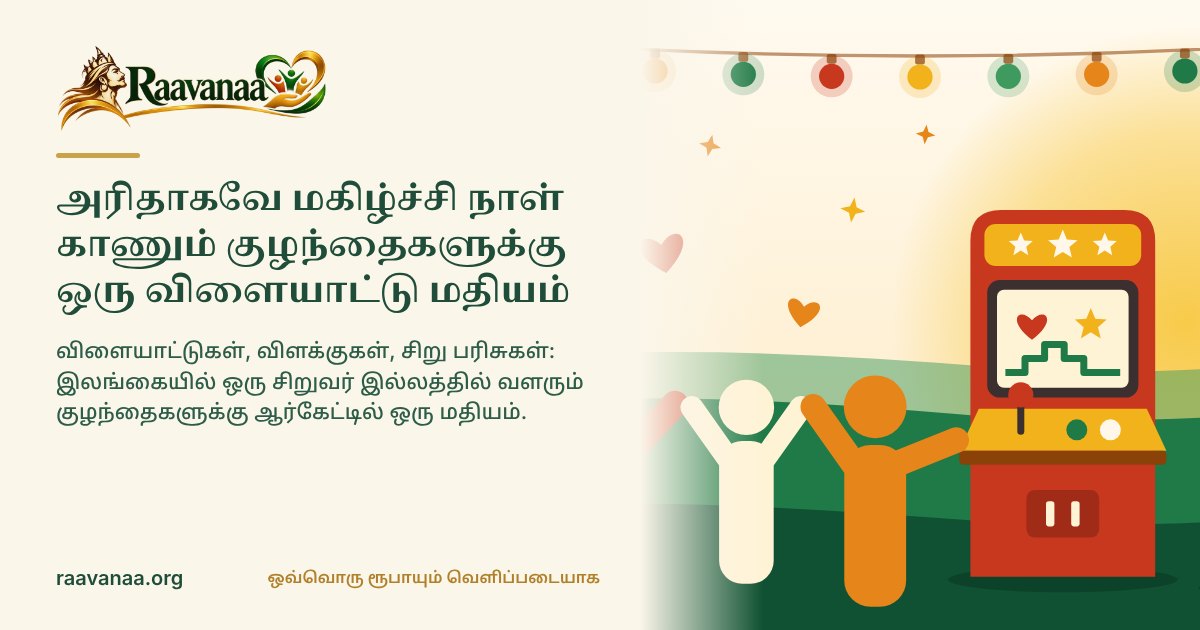 Raavanaa
அரிதாகவே மகிழ்ச்சி நாள்
காணும் குழந்தைகளுக்கு
ஒரு விளையாட்டு மதியம்
விளையாட்டுகள், விளக்குகள், சிறு பரிசுகள்:
இலங்கையில் ஒரு சிறுவர் இல்லத்தில் வளரும்
குழந்தைகளுக்கு ஆர்கேட்டில் ஒரு மதியம்.
raavanaa.org
ஒவ்வொரு ரூபாயும் வெளிப்படையாக